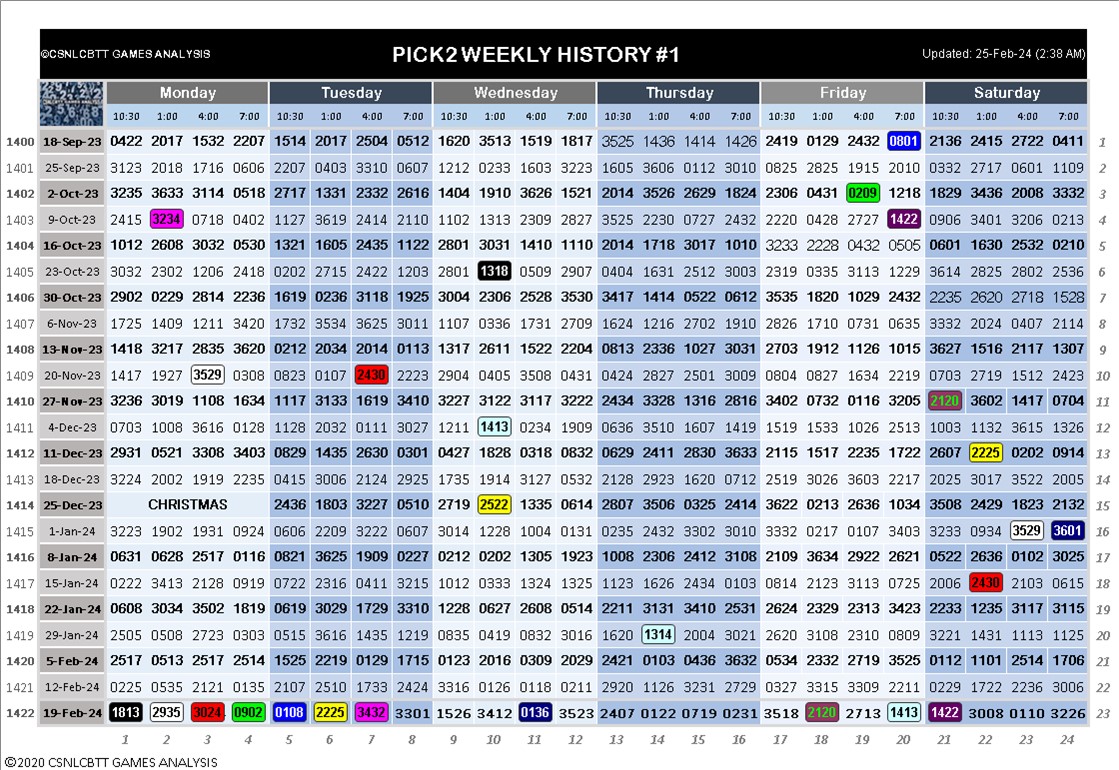 ©CSNLCBTT GAMES ANALYSIS PICK2 WEEKLY HISTORY #1 Updated: 25-Feb-24 (2:38 AM)
Monday Tuesday Wednesday Thursday Friday Saturday
10:30 1:00 4:00 7:00 10:30 1:00 4:00 8:00 10:30 1:00 4:00 7:00 10:30 1:00 4:00 7:00 10:30 1:00 4:00 7:00 10:30 1:00 4:00 7:00
1400 18-Sep-23 0422 2017 1532 2207 1514 2017 2504 0512 1620 3513 1519 1817 3525 1436 1414 1426 2419 0129 2432 0801 2136 2415 2722 0411 1
1401 25-Sep-23 3123 2018 1716 0606 2207 0403 3310 0607 1212 0233 1603 3223 1605 3606 0112 3010 0825 2825 1915 2010 0332 2717 0601 1109 2
1402 2-Oct-23 3235 3633 3114 0518 2717 1331 2332 2616 1404 1910 3626 1521 2014 3526 2629 1824 2306 0431 0209 1218 1829 3436 2008 3332 3
1403 9-Oct-23 2415 3234 0718 0402 1127 3619 2414 2110 1102 1313 2309 2827 3525 2230 0727 2432 2220 0428 2727 1422 0906 3401 3206 0213 4
1404 16-Oct-23 1012 2608 3032 0530 1321 1605 2435 1122 2801 3031 1410 1110 2014 1718 3017 1010 3233 2228 0432 0505 0601 1630 2532 0210 5
1405 23-Oct-23 3032 2302 1206 2418 0202 2715 2422 1203 2801 1318 0509 2907 0404 1631 2512 3003 2319 0335 3113 1229 3614 2825 2802 2536 6
1406 30-Oct-23 2902 0229 2814 2236 1619 0236 3118 1925 3004 2306 2528 3530 3417 1414 0522 0612 3535 1820 1029 2432 2235 2620 2718 1528 7
1407 6-Nov-23 1725 1409 1211 3420 1732 3534 3625 3011 1107 0336 1731 2709 1624 1216 2702 1910 2826 1710 0731 0635 3332 2024 0407 2114 8
1408 13-Nov-23 1418 3217 2835 3620 0212 2034 2014 0113 1317 2611 1522 2204 0813 2336 1027 3031 2703 1912 1126 1015 3627 1516 2117 1307 9
1409 20-Nov-23 1417 1927 3529 0308 0823 0107 2430 2223 2904 0405 3508 0431 0424 2827 2501 3009 0804 0527 1634 2219 0703 2719 1512 2423 10
1410 27-Nov-23 3236 3019 1108 1634 1117 3133 1619 3410 3227 3122 3117 3222 2434 3328 1316 2816 3402 0732 0116 3205 2120 3602 1417 0704 11
1411 4-Dec-23 0703 1008 3616 0128 1128 2032 0111 3027 1211 1413 0234 1909 0636 3510 1607 1419 1519 1533 1026 2513 1003 1132 3615 1326 12
1412 11-Dec-23 2931 0521 3308 3403 0829 1435 2630 0301 0427 1828 0318 0832 0629 2411 2830 3633 2115 1517 2235 1722 2607 2225 0202 0914 13
1413 18-Dec-23 3224 2002 1919 2235 0415 3006 2124 2925 1735 1914 3127 0532 2128 2923 1620 0712 2519 3026 3603 2217 2025 3017 3522 2005 14
1414 25-Dec-23 CHRISTMAS 2436 1803 3227 0510 2719 2522 1335 0614 2807 3506 0325 2414 3622 0213 2636 1034 3508 2429 1823 2132 15
1415 1-Jan-24 3223 1902 1931 0924 0606 2209 3222 0607 3014 1228 1004 0131 0235 2432 3302 3010 3332 0217 0107 3403 3233 0934 3529 3601 16
1416 8-Jan-24 0631 0628 2517 0116 0821 3625 1909 0227 0212 0202 1305 1923 1008 2306 2412 3108 2109 3634 2922 2621 0522 2636 0102 3025 17
1417 15-Jan-24 0222 3413 2128 0919 0722 2316 0411 3215 1012 0333 1324 1325 1123 1626 2434 0103 0814 2123 3113 0725 2006 2430 2103 0615 18
1418 22-Jan-24 0608 3034 3502 1819 0619 3029 1729 3310 1228 0627 2608 0514 2211 3131 3410 2531 2624 2329 2313 3423 2233 1235 3117 3115 19
1419 29-Jan-24 2505 0508 2723 0303 0515 3616 1435 1219 0835 0419 0832 3016 1620 1314 2004 3021 2620 3108 2310 0809 3221 1431 1113 1125 20
1420 5-Feb-24 2517 0513 2517 2514 1525 2219 0129 1715 0123 2016 0309 2029 2421 0103 0436 3632 0534 2332 2719 3525 0112 1101 2514 1706 21
1421 12-Feb-24 0225 0535 2121 0135 2107 2510 1733 2424 3316 0126 0118 0211 2920 1126 3231 2729 0327 3315 3309 2211 0229 1722 2236 3006 22
1422 19-Feb-24 1813 2935 3024 0902 0108 2225 3432 3301 1526 3412 0136 3523 2407 0122 0719 0231 3518 2120 2713 1413 1422 3008 0110 3226 23
1 2 3 4 5 6 7 8 9 10 11 12 13 14 15 16 17 18 19 20 21 22 23 24
©2020 CSNLCBTT GAMES ANALYSIS